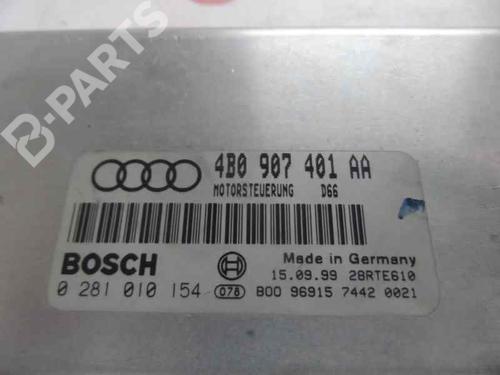 B-PARTS
4B0 907 401 AA
MOTORSTEUERUNG D66
BOSCH
Made in Germany
15.09.99 28RTE610
0 281 010 154 078 B00 96915 7442 0021